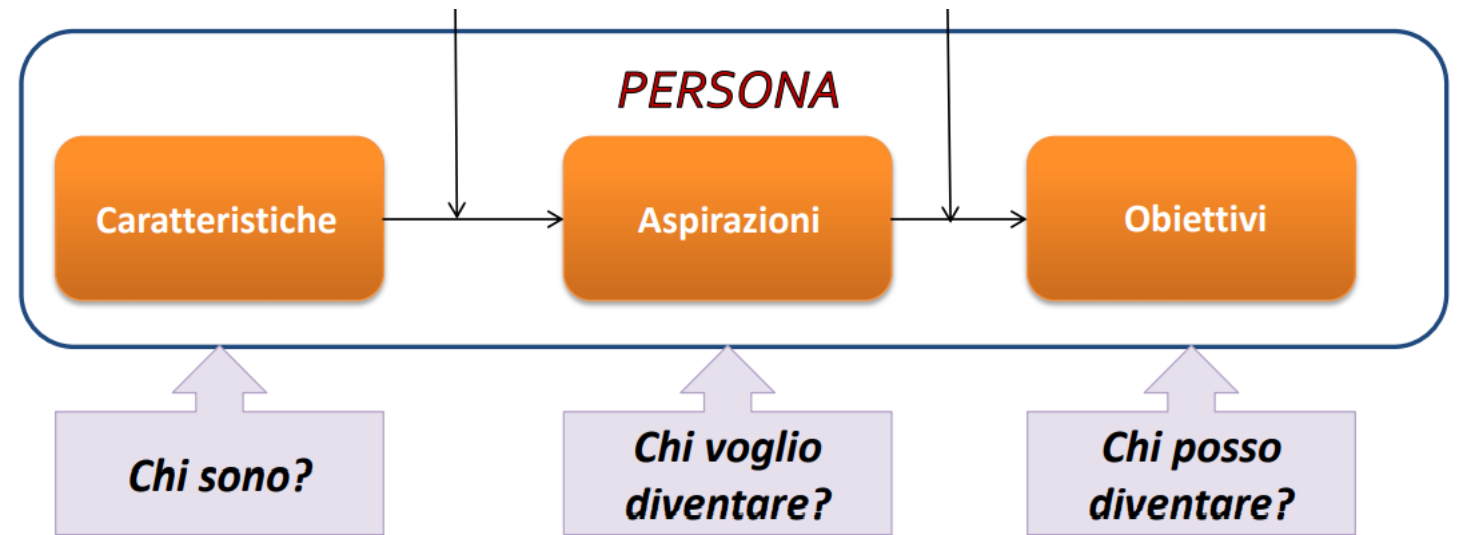 PERSONA
Caratteristiche
Aspirazioni
Obiettivi
Chi sono?
Chi voglio
diventare?
Chi posso
diventare?